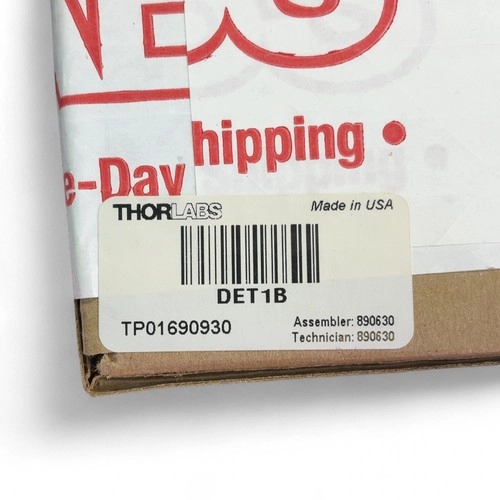 hipping •
e-Day
THORLABS
Made in USA
DET1B
TP01690930
Assembler: 890630
Technician: 890630